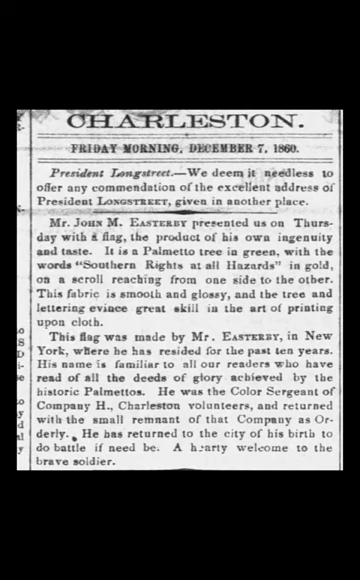 CHARLESTON.
FRIDAY MORNING, DECEMBER 7, 1860.
President Longstreet.—We deem it needless to
offer any commendation of the excellent address of
President LONGSTREET, given in another place.
Mr. JOHN M. EASTERBY presented us on Thurs-
day with a flag, the product of his own ingenuity
and taste. It is a Palmetto tree in green, with the
words "Southern Rights at all Hazards" in gold,
on a scroll reaching from one side to the other.
This fabric is smooth and glossy, and the tree and
lettering evince great skill in the art of printing
upon cloth.
This flag was made by Mr. EASTERBY, in New
York, where he has resided for the past ten years.
His name is familiar to all our readers who have
read of all the deeds of glory achieved by the
historic Palmettos. He was the Color Sergeant of
Company H., Charleston volunteers, and returned
with the small remnant of that Company as Or-
derly. He has returned to the city of his birth to
do battle if need be. A hearty welcome to the
brave soldier.